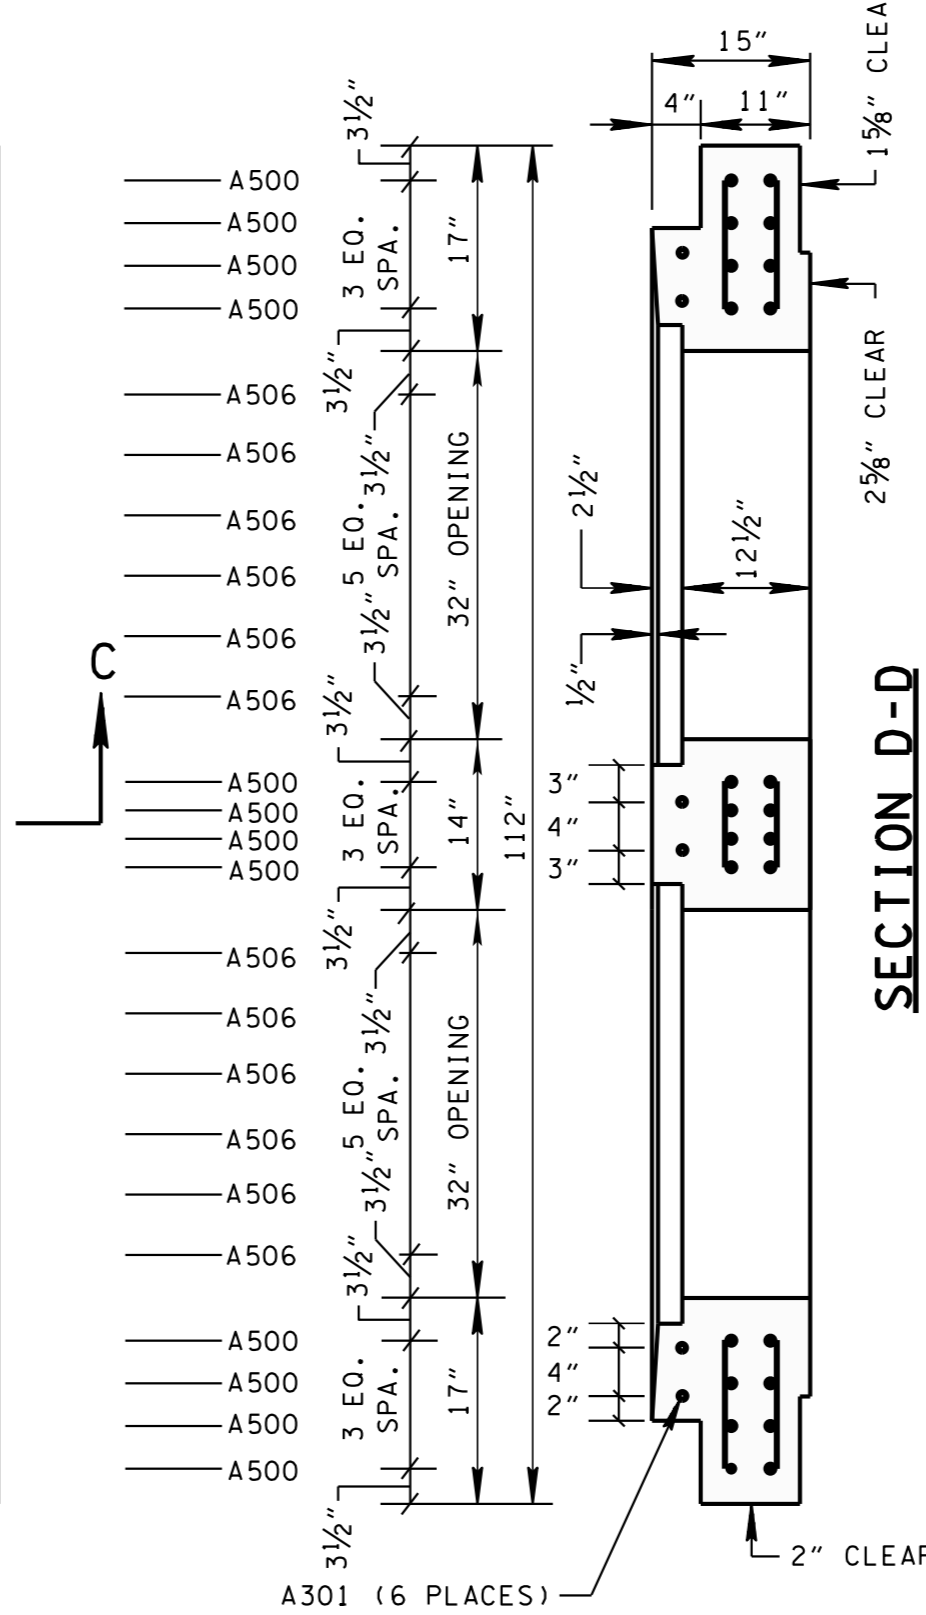 15"
4"
11"
1⅝" CLEA
2⅝" CLEAR
3½"
A500
A500
A500
A500
3 EQ.
SPA.
17"
3½"
A506
A506
A506
A506
A506
A506
3½"
5 EQ.
SPA.
3½"
32" OPENING
2½"
12½"
½"
C
3½"
A500
A500
A500
A500
3 EQ.
SPA.
14"
112"
3"
4"
3"
3½"
SECTION D-D
A506
A506
A506
A506
A506
A506
3½"
5 EQ.
SPA.
3½"
32" OPENING
3½"
A500
A500
A500
A500
3 EQ.
SPA.
17"
2"
4"
2"
3½"
2" CLEAR
A301 (6 PLACES)